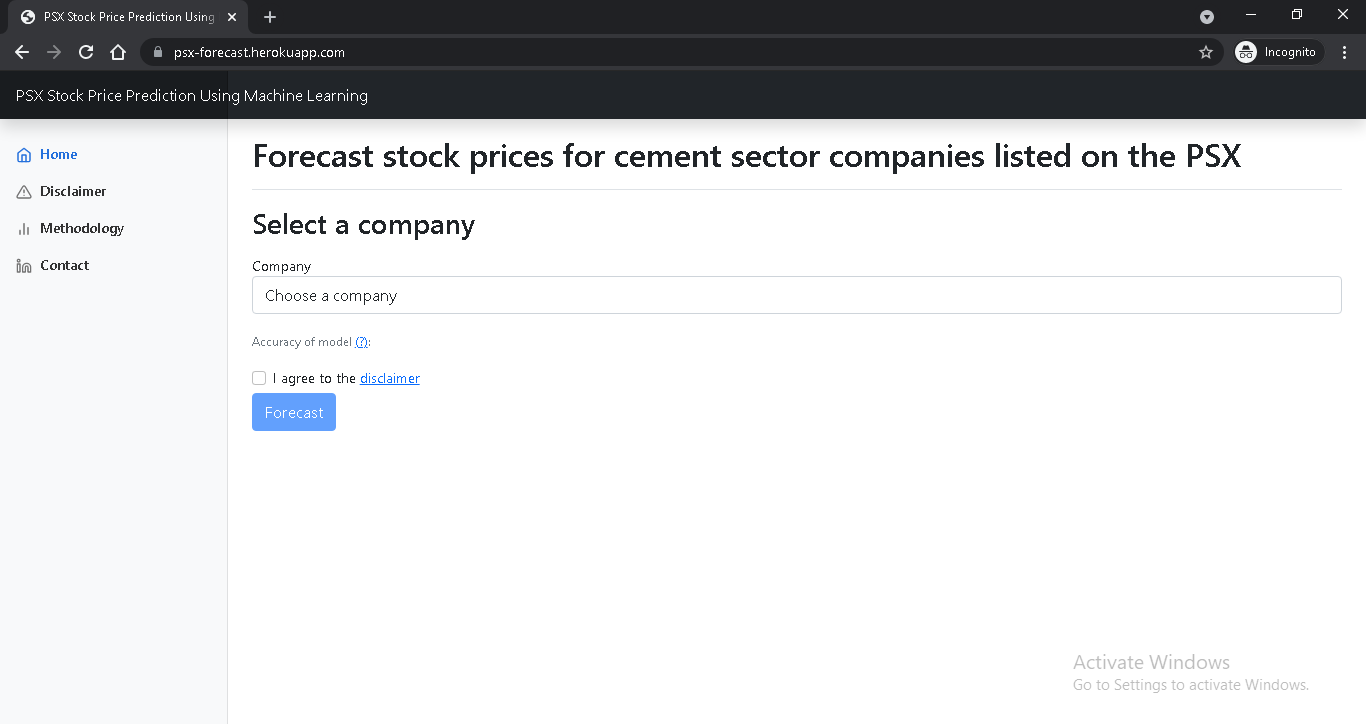 PSX Stock Price Prediction Using
psx-forecast.herokuapp.com
Incognito
PSX Stock Price Prediction Using Machine Learning
Home
Disclaimer
Methodology
Contact
Forecast stock prices for cement sector companies listed on the PSX
Select a company
Company
Choose a company
Accuracy of model (?):
I agree to the disclaimer
Forecast
Activate Windows
Go to Settings to activate Windows.